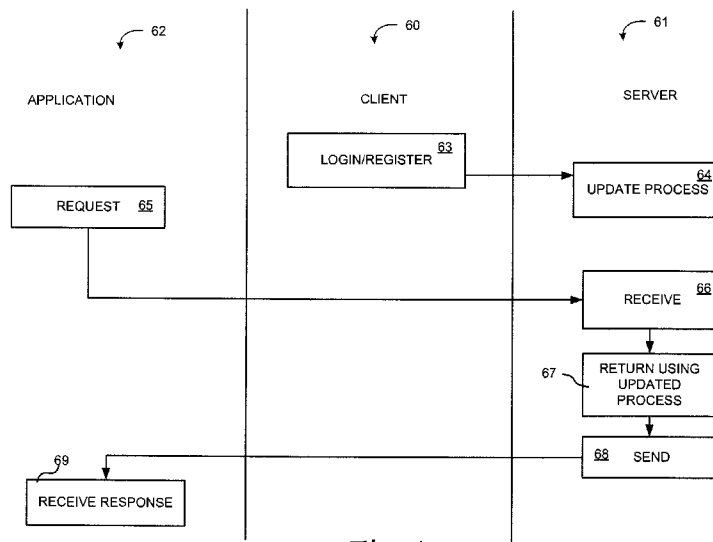 62
60
61
APPLICATION
CLIENT
SERVER
LOGIN/REGISTER 63
64
UPDATE PROCESS
REQUEST 65
66
RECEIVE
67
RETURN USING
UPDATED
PROCESS
68 SEND
69
RECEIVE RESPONSE